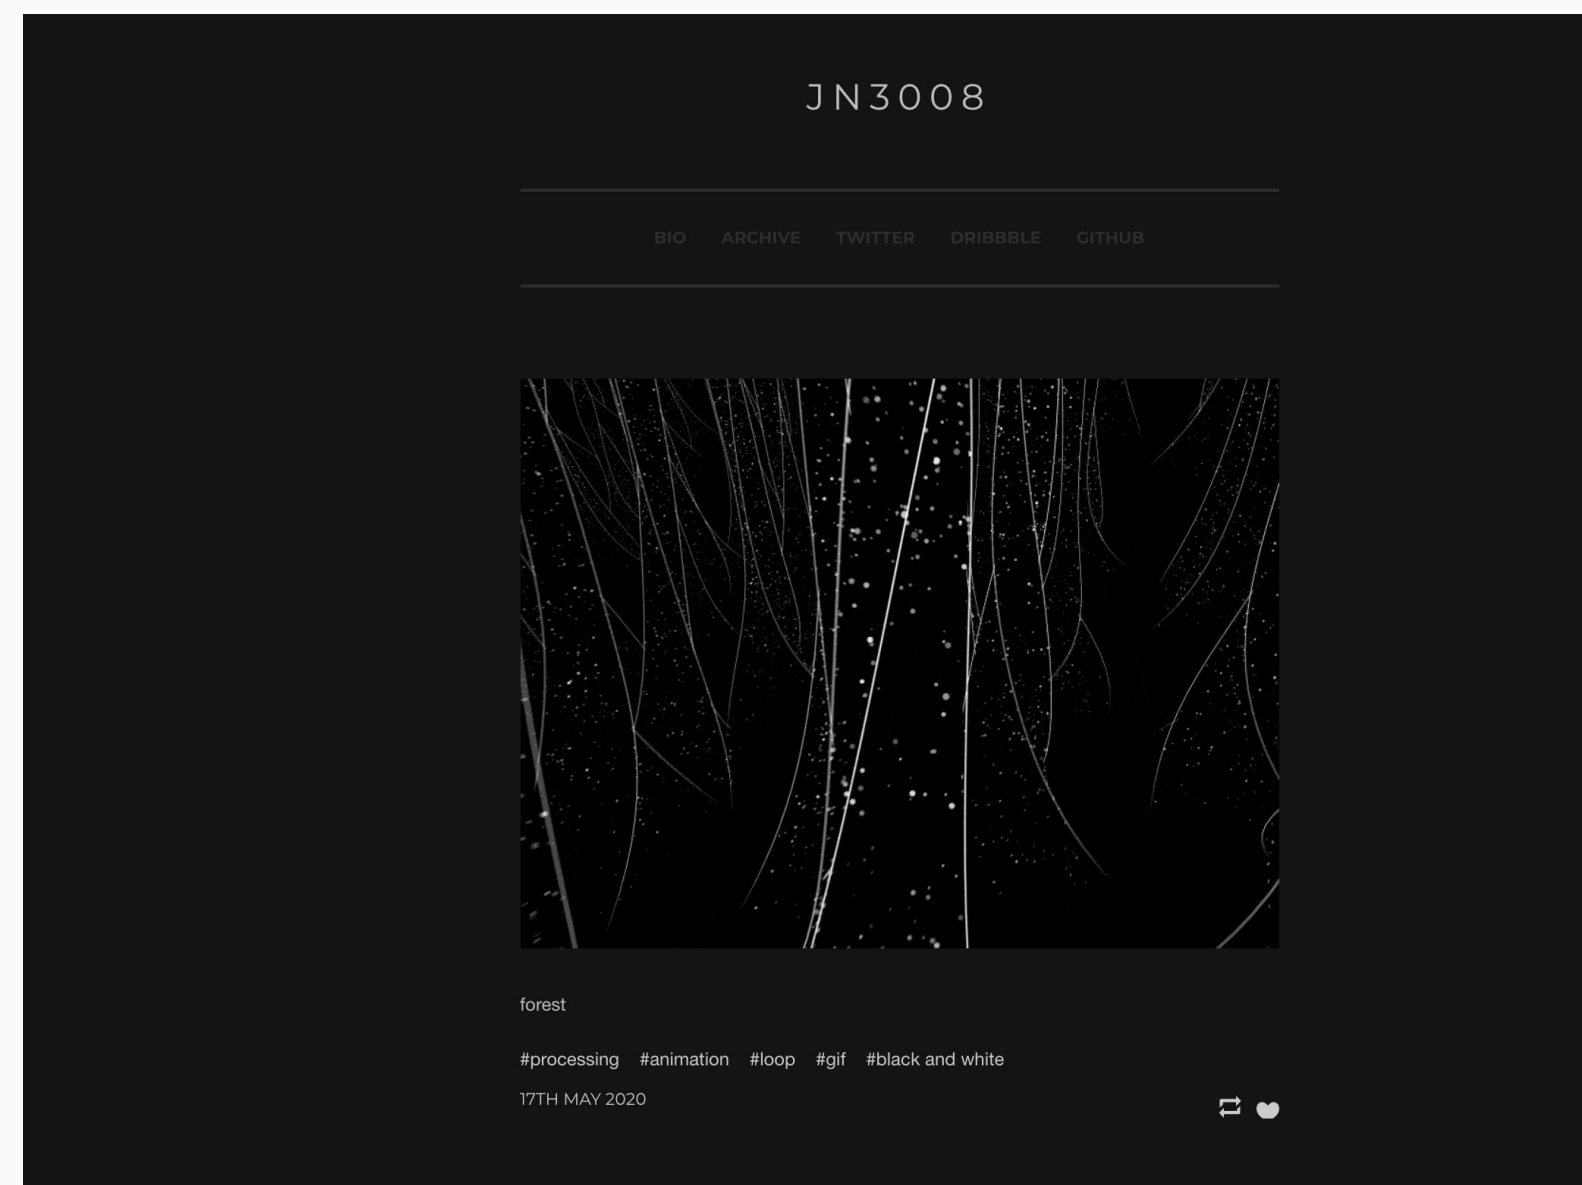 JN3008
BIO ARCHIVE TWITTER DRIBBBLE GITHUB
forest
#processing #animation #loop #gif #black and white
17TH MAY 2020